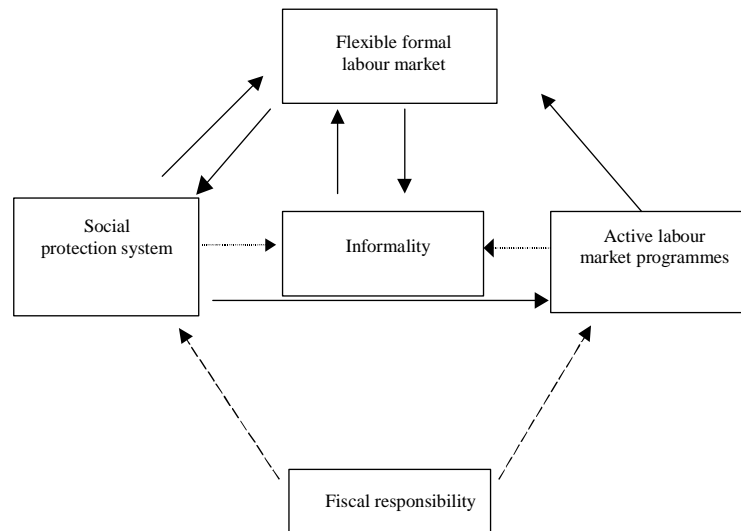 Flexible formal
labour market
Social
protection system
Informality
Active labour
market programmes
Fiscal responsibility